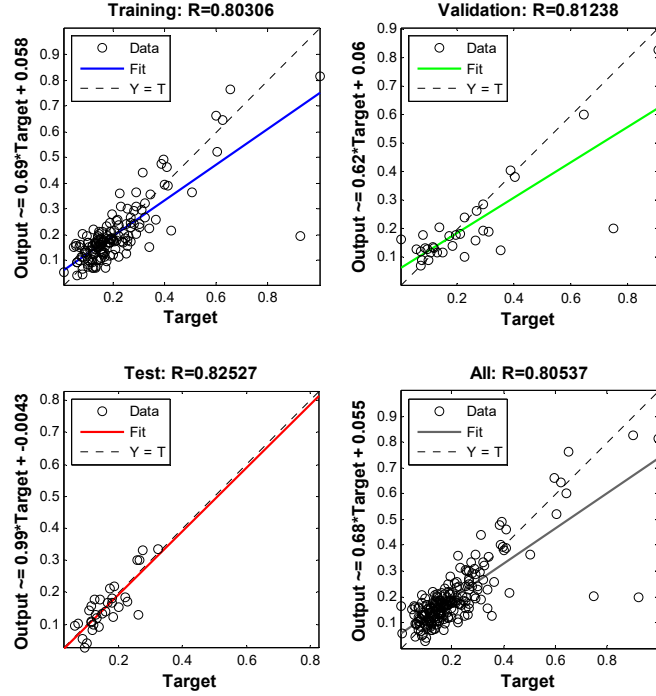 Training: R=0.80306
Output ~= 0.69*Target + 0.058
1
0.9
0.8
0.7
0.6
0.5
0.4
0.3
0.2
0.1
Data
Fit
Y = T
0.2 0.4 0.6 0.8
Target
Validation: R=0.81238
Output ~= 0.62*Target + 0.06
0.9
0.8
0.7
0.6
0.5
0.4
0.3
0.2
0.1
Data
Fit
Y = T
0.2 0.4 0.6 0.8
Target
Test: R=0.82527
Output ~= 0.99*Target + -0.0043
0.8
0.7
0.6
0.5
0.4
0.3
0.2
0.1
Data
Fit
Y = T
0.2 0.4 0.6 0.8
Target
All: R=0.80537
Output ~= 0.68*Target + 0.055
1
0.9
0.8
0.7
0.6
0.5
0.4
0.3
0.2
0.1
Data
Fit
Y = T
0.2 0.4 0.6 0.8
Target